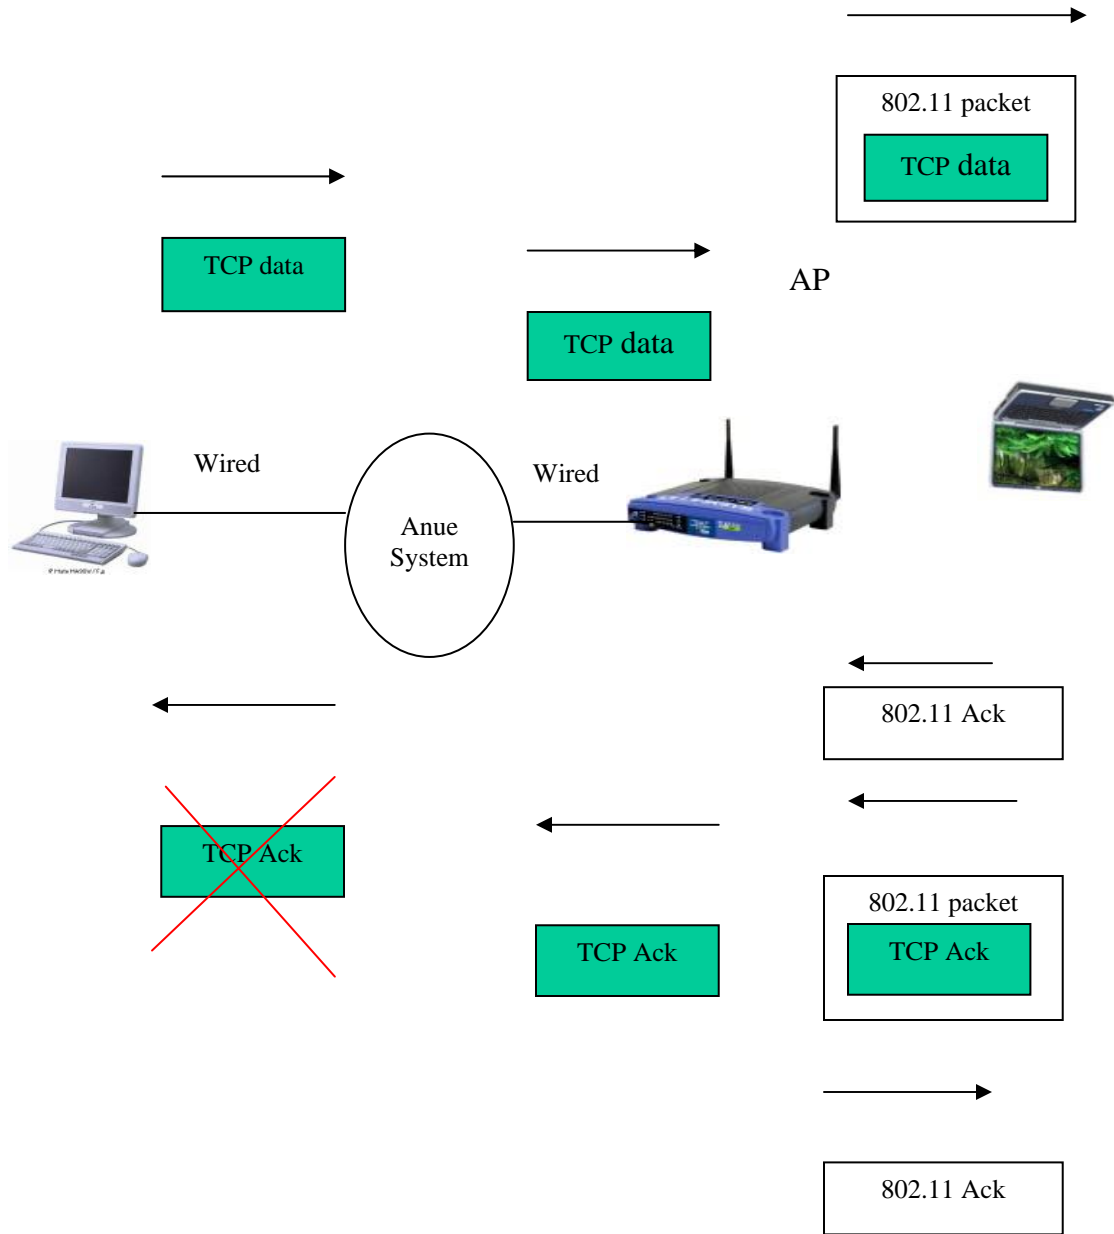 802.11 packet
TCP data
TCP data
AP
TCP data
Wired
Wired
Anue
System
802.11 Ack
TCP Ack
802.11 packet
TCP Ack
TCP Ack
802.11 Ack